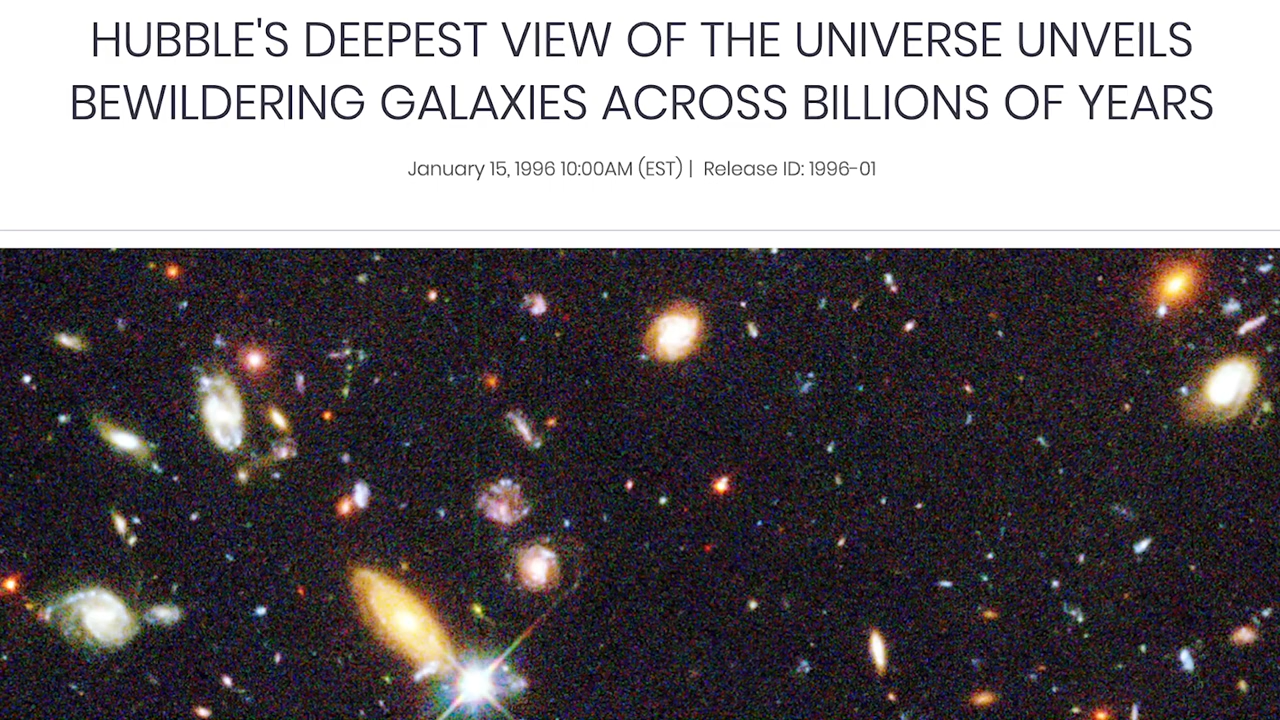 HUBBLE'S DEEPEST VIEW OF THE UNIVERSE UNVEILS
BEWILDERING GALAXIES ACROSS BILLIONS OF YEARS
January 15, 1996 10:00AM (EST) | Release ID: 1996-01